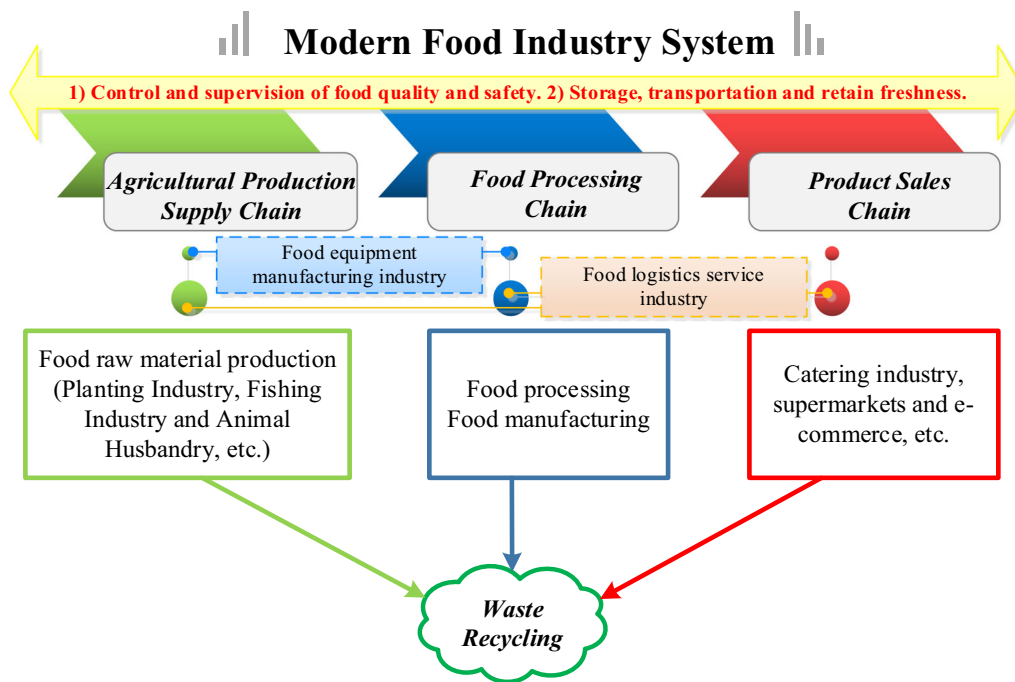 Modern Food Industry System
1) Control and supervision of food quality and safety. 2) Storage, transportation and retain freshness.
Agricultural Production
Supply Chain
Food Processing
Chain
Product Sales
Chain
Food equipment
manufacturing industry
Food logistics service
industry
Food raw material production
(Planting Industry, Fishing
Industry and Animal
Husbandry, etc.)
Food processing
Food manufacturing
Catering industry,
supermarkets and e-
commerce, etc.
Waste
Recycling